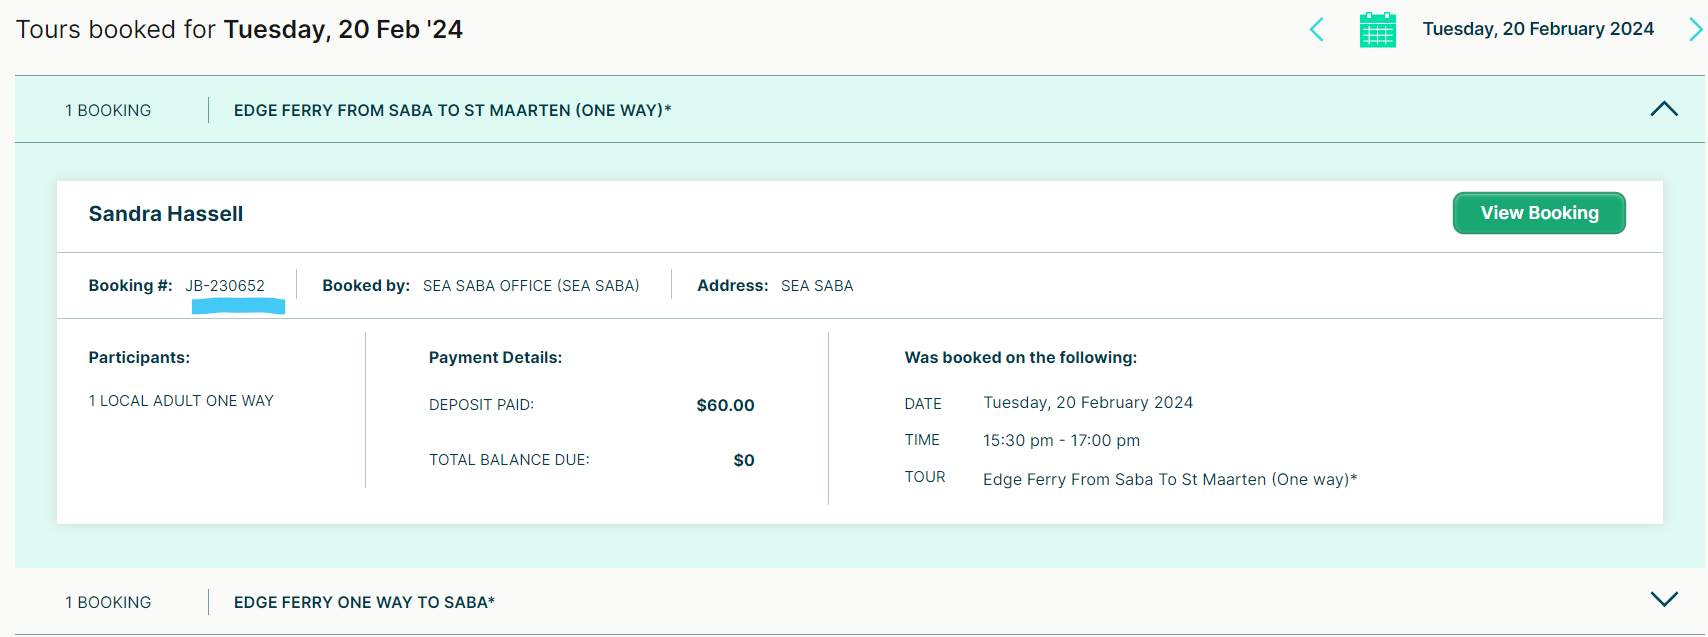 Tours booked for Tuesday, 20 Feb '24
Tuesday, 20 February 2024
1 BOOKING EDGE FERRY FROM SABA TO ST MAARTEN (ONE WAY)*
Sandra Hassell
View Booking
Booking #: JB-230652 Booked by: SEA SABA OFFICE (SEA SABA) Address: SEA SABA
Participants:
1 LOCAL ADULT ONE WAY
Payment Details:
DEPOSIT PAID: $60.00
TOTAL BALANCE DUE: $0
Was booked on the following:
DATE Tuesday, 20 February 2024
TIME 15:30 pm - 17:00 pm
TOUR Edge Ferry From Saba To St Maarten (One way)*
1 BOOKING EDGE FERRY ONE WAY TO SABA*